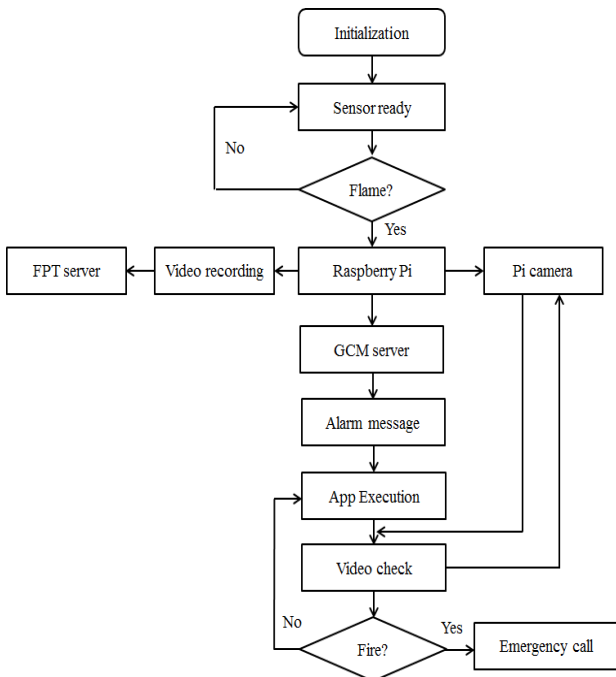 Initialization
Sensor ready
No
Flame?
Yes
FPT server
Video recording
Raspberry Pi
Pi camera
GCM server
Alarm message
App Execution
Video check
No
Fire?
Yes
Emergency call